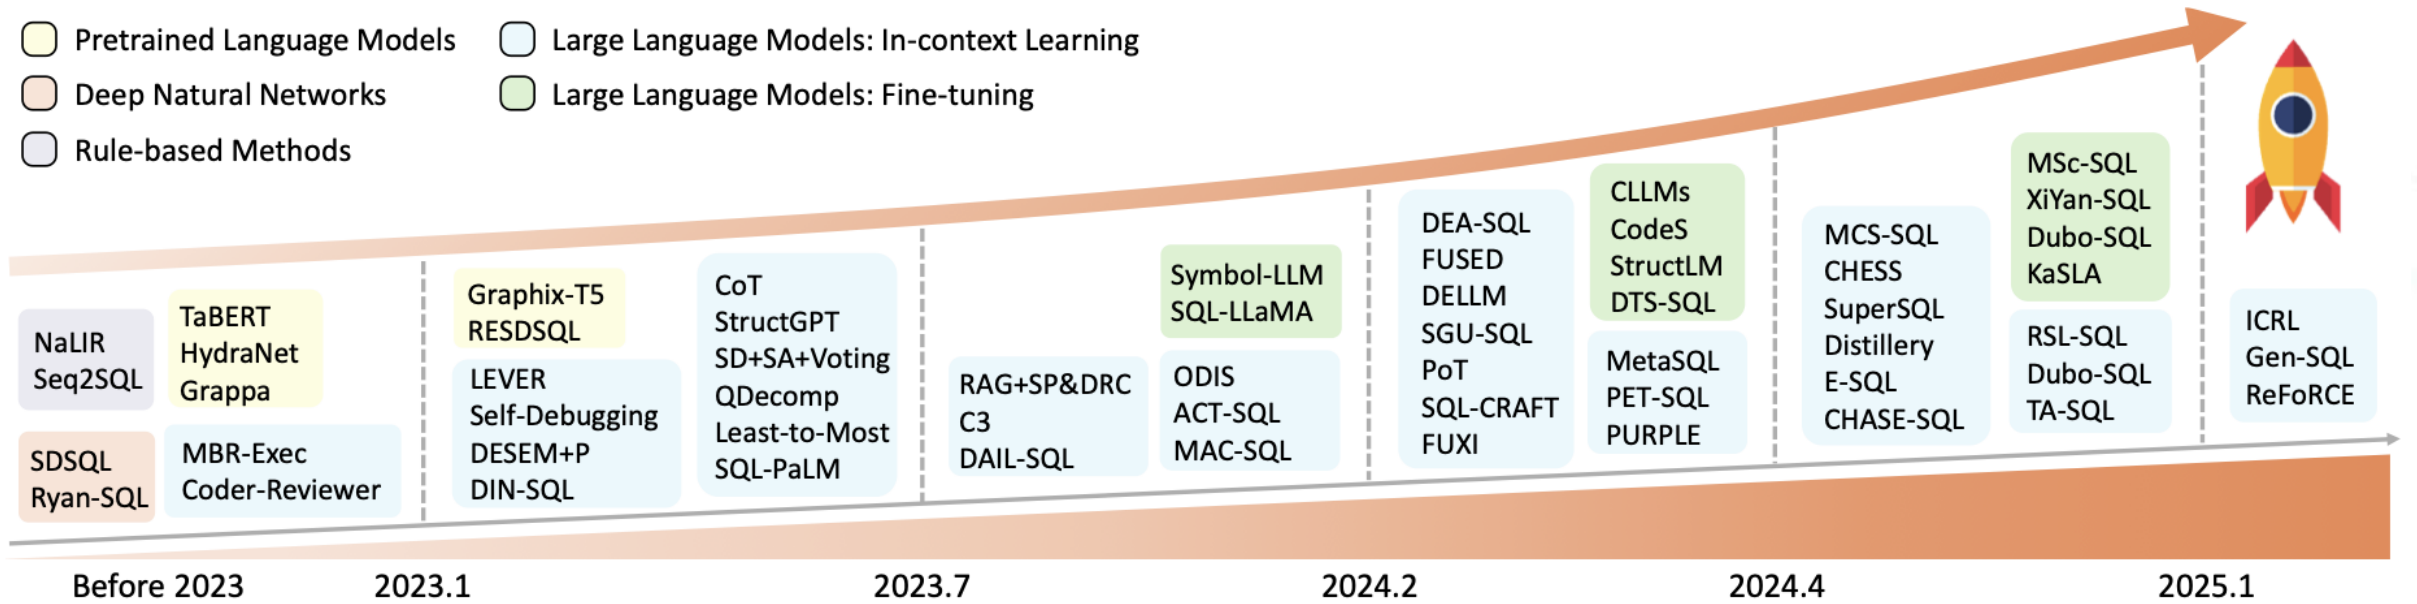 Pretrained Language Models
Deep Natural Networks
Rule-based Methods
Large Language Models: In-context Learning
Large Language Models: Fine-tuning
NaLIR
Seq2SQL
SDSQL
Ryan-SQL
TaBERT
HydraNet
Grappa
MBR-Exec
Coder-Reviewer
Graphix-T5
RESDSQL
LEVER
Self-Debugging
DESEM+P
DIN-SQL
CoT
StructGPT
SD+SA+Voting
QDecomp
Least-to-Most
SQL-PaLM
RAG+SP&DRC
C3
DAIL-SQL
Symbol-LLM
SQL-LLaMA
ODIS
ACT-SQL
MAC-SQL
DEA-SQL
FUSED
DELLM
SGU-SQL
PoT
SQL-CRAFT
FUXI
CLLMs
CodeS
StructLM
DTS-SQL
MetaSQL
PET-SQL
PURPLE
MCS-SQL
CHESS
SuperSQL
Distillery
E-SQL
CHASE-SQL
MSc-SQL
XiYan-SQL
Dubo-SQL
KaSLA
RSL-SQL
Dubo-SQL
TA-SQL
ICRL
Gen-SQL
ReFoRCE
Before 2023
2023.1
2023.7
2024.2
2024.4
2025.1